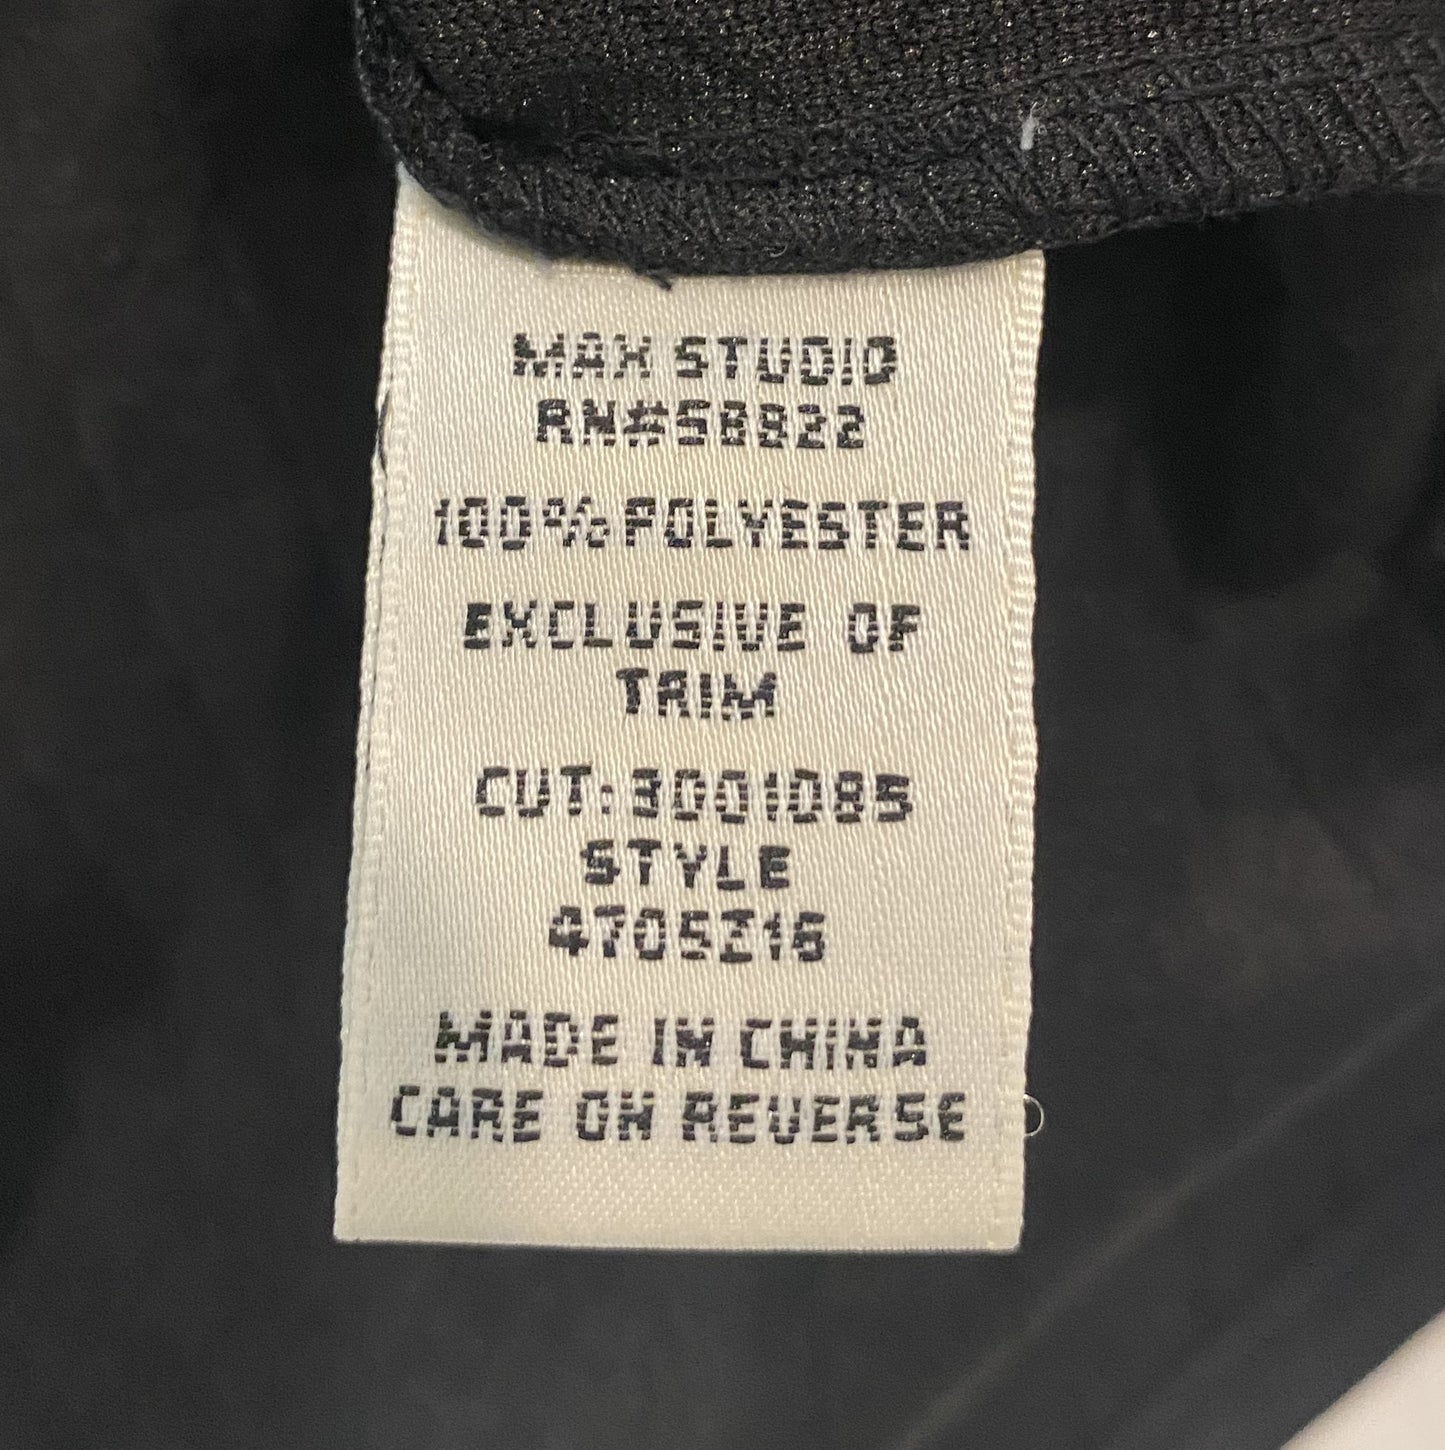 MAX STUDIO
RN#58822
100% POLYESTER
EXCLUSIVE OF
TRIM
CUT:3001085
STYLE
4705Z16
MADE IN CHINA
CARE ON REVERSE